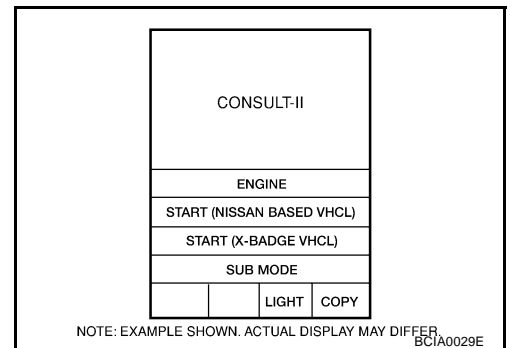 CONSULT-II
ENGINE
START (NISSAN BASED VHCL)
START (X-BADGE VHCL)
SUB MODE
LIGHT COPY
NOTE: EXAMPLE SHOWN. ACTUAL DISPLAY MAY DIFFER.
BCIA0029E